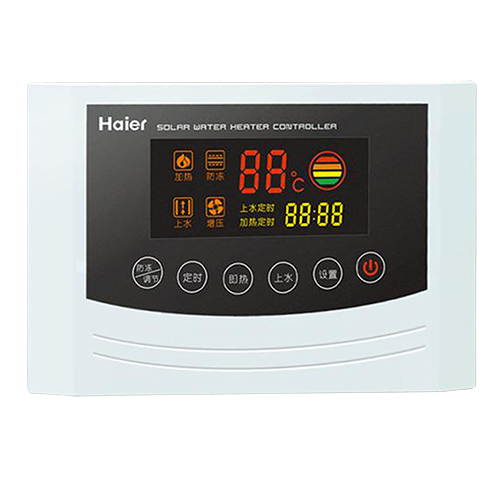 Haier SOLAR WATER HEATER CONTROLLER
加热 防冻 88°C
上水 增压 上水定时
加热定时 88:88
防冻/调节 定时 即热 上水 设置